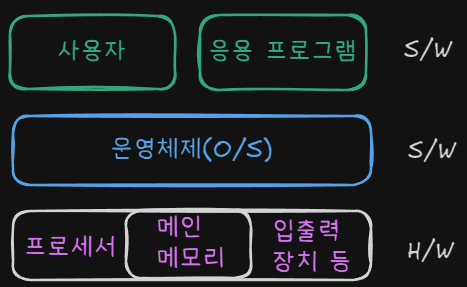 사용자
응용 프로그램
S/W
운영체제(O/S)
S/W
프로세서
메인
메모리
입출력
장치 등
H/W